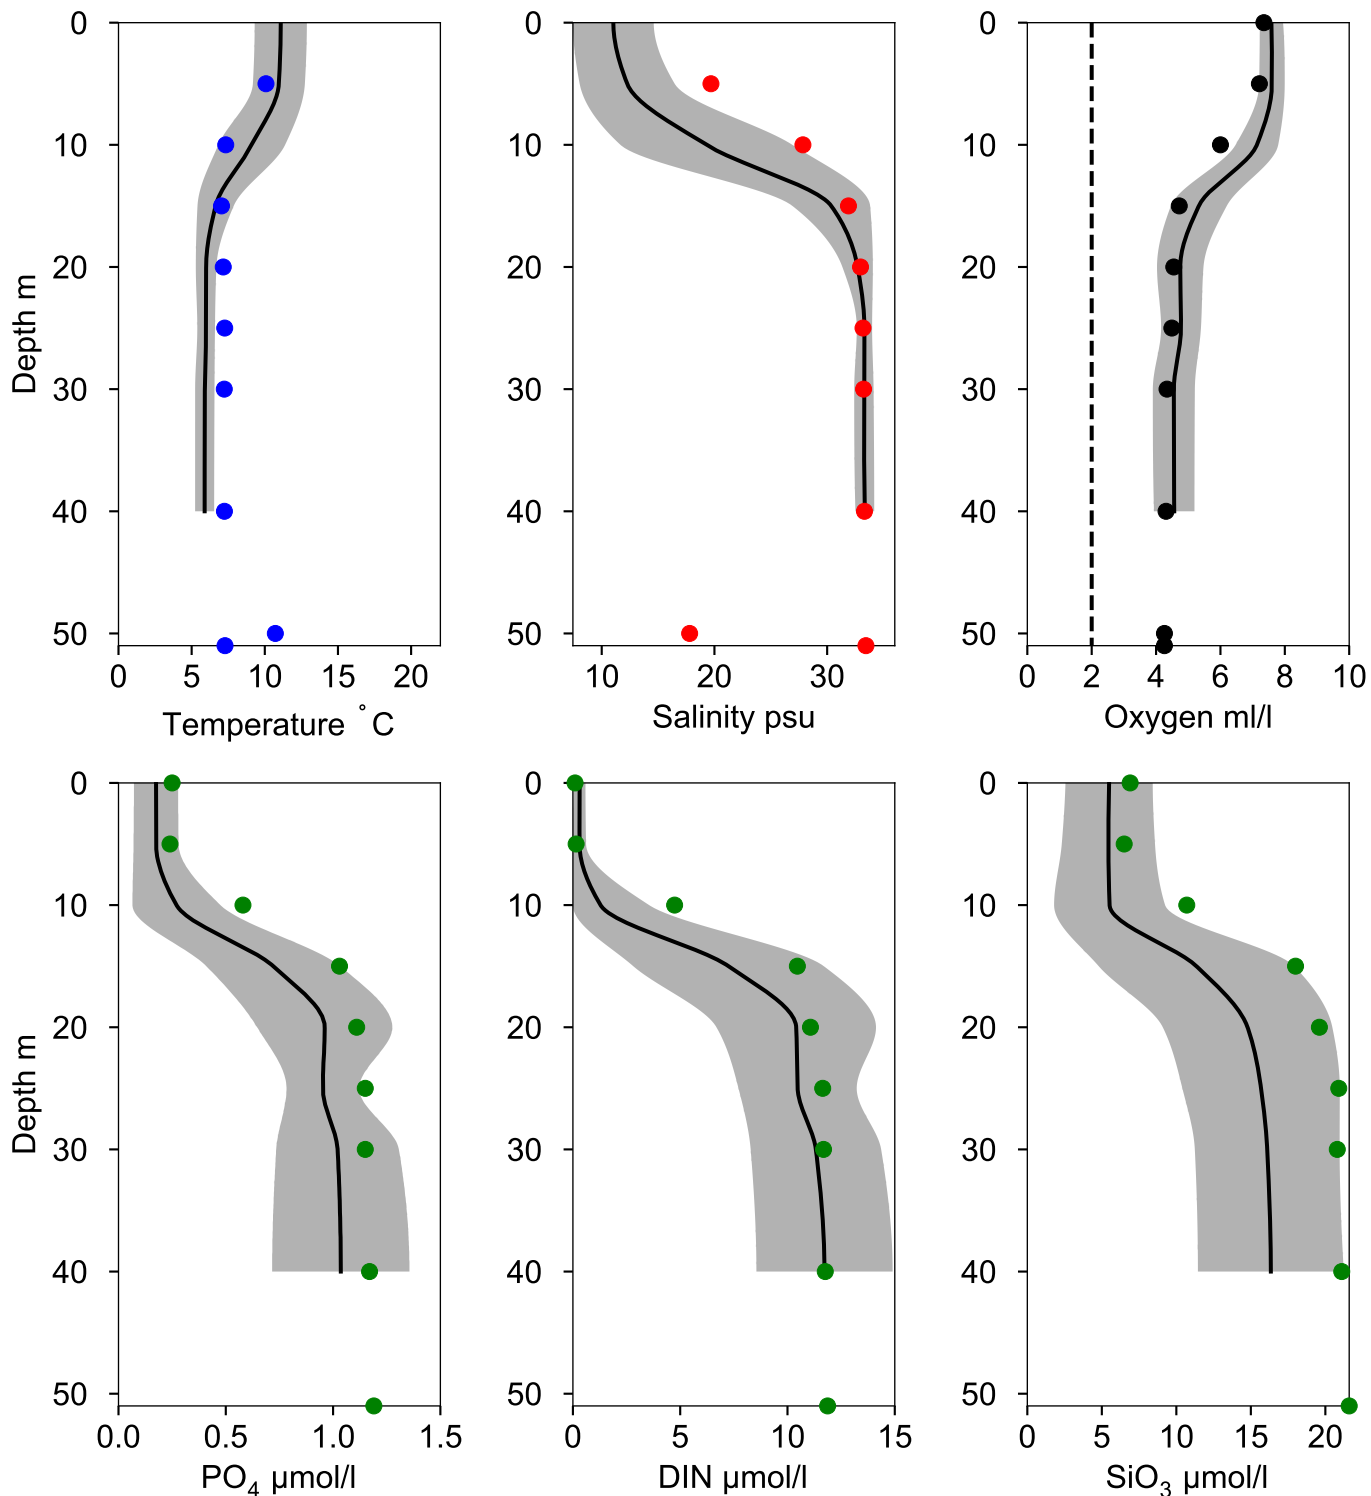 0
10
20
30
40
50
Depth m
0 5 10 15 20
Temperature °C
0
10
20
30
40
50
10 20 30
Salinity psu
0
10
20
30
40
50
0 2 4 6 8 10
Oxygen ml/l
0
10
20
30
40
50
Depth m
0.0 0.5 1.0 1.5
PO₄ µmol/l
0
10
20
30
40
50
0 5 10 15
DIN µmol/l
0
10
20
30
40
50
0 5 10 15 20
SiO₃ µmol/l